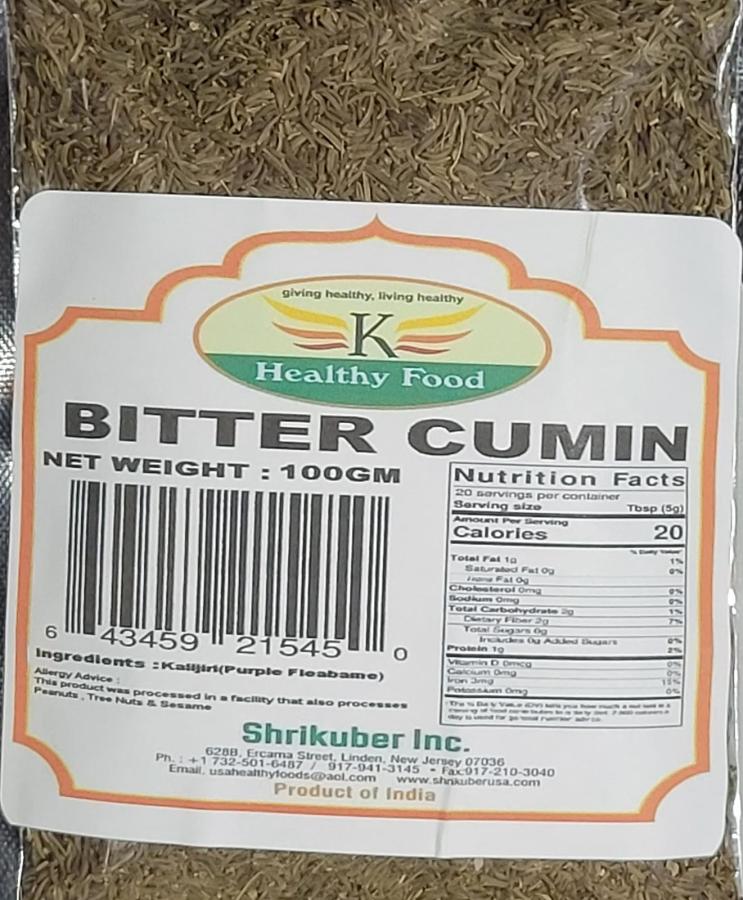 giving healthy, living healthy
K
Healthy Food
BITTER CUMIN
NET WEIGHT : 100GM
6 43459 21545 0
Ingredients : Kalijiri(Purple Fleabame)
Allergy Advice :
This product was processed in a facility that also processes
Peanuts , Tree Nuts & Sesame
Nutrition Facts
20 servings per container
Serving size Tbsp (5g)
Amount Per Serving
Calories 20
% Daily Value*
Total Fat 1g 1%
Saturated Fat 0g 0%
Trans Fat 0g
Cholesterol 0mg 0%
Sodium 0mg 0%
Total Carbohydrate 2g 1%
Dietary Fiber 2g 7%
Total Sugars 0g
Includes 0g Added Sugars 0%
Protein 1g 2%
Vitamin D 0mcg 0%
Calcium 0mg 0%
Iron 3mg 15%
Potassium 0mg 0%
Shrikuber Inc.
628B, Ercama Street, Linden, New Jersey 07036
Ph. : +1 732-501-6487 / 917-941-3145 • Fax:917-210-3040
Email. usahealthyfoods@aol.com www.shrikuberusa.com
Product of India